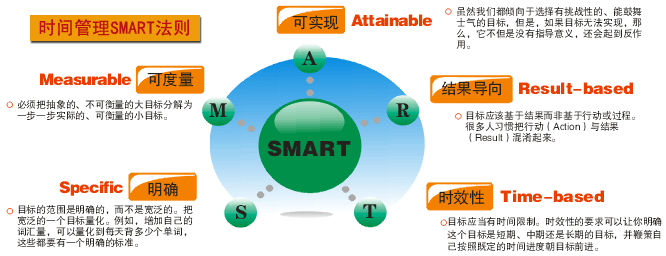 时间管理SMART法则
可实现 Attainable
虽然我们都倾向于选择有挑战性的、能鼓舞
士气的目标，但是，如果目标无法实现，那
么，它不但是没有指导意义，还会起到反作
用。
Measurable 可度量
必须把抽象的、不可衡量的大目标分解为
一步一步实际的、可衡量的小目标。
结果导向 Result-based
目标应该基于结果而非基于行动或过程。
很多人习惯把行动（Action）与结果
（Result）混淆起来。
A
M
R
SMART
S
T
Specific 明确
目标的范围是明确的，而不是宽泛的。把
宽泛的一个目标量化。例如，增加自己的
词汇量，可以量化到每天背多少个单词，
这些都要有一个明确的标准。
时效性 Time-based
目标应当有时间限制。时效性的要求可以让你明确
这个目标是短期、中期还是长期的目标，并鞭策自
己按照既定的时间进度朝目标前进。